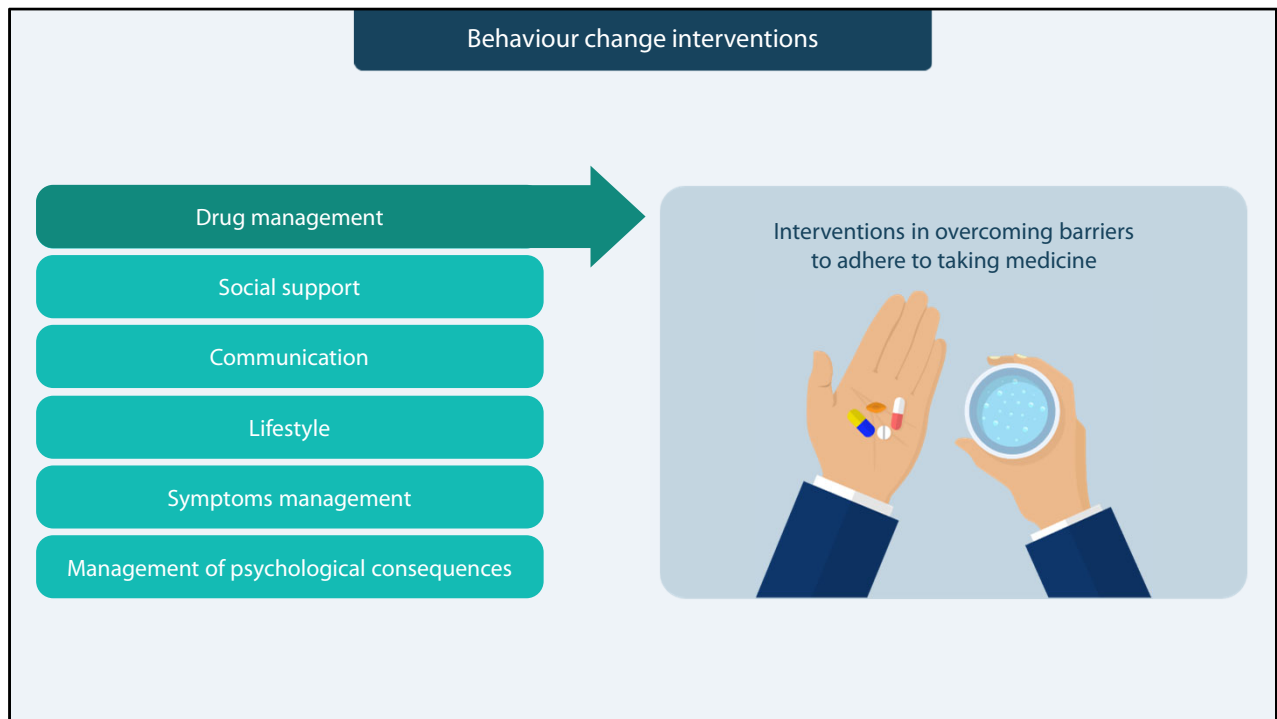 Behaviour change interventions
Drug management
Social support
Communication
Lifestyle
Symptoms management
Management of psychological consequences
Interventions in overcoming barriers
to adhere to taking medicine